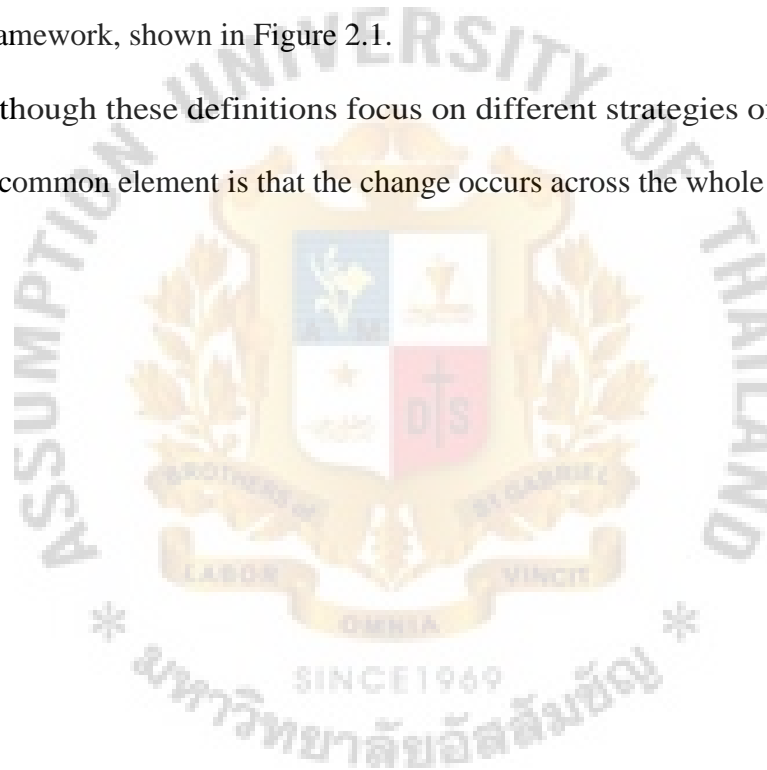 amework, shown in Figure 2.1.
though these definitions focus on different strategies o
common element is that the change occurs across the whole
ASSUMPTION UNIVERSITY OF THAILAND
A M
D S
BROTHERS of ST GABRIEL
LABOR OMNIA VINCIT
SINCE1969
* มหาวิทยาลัยอัสสัมชัญ *